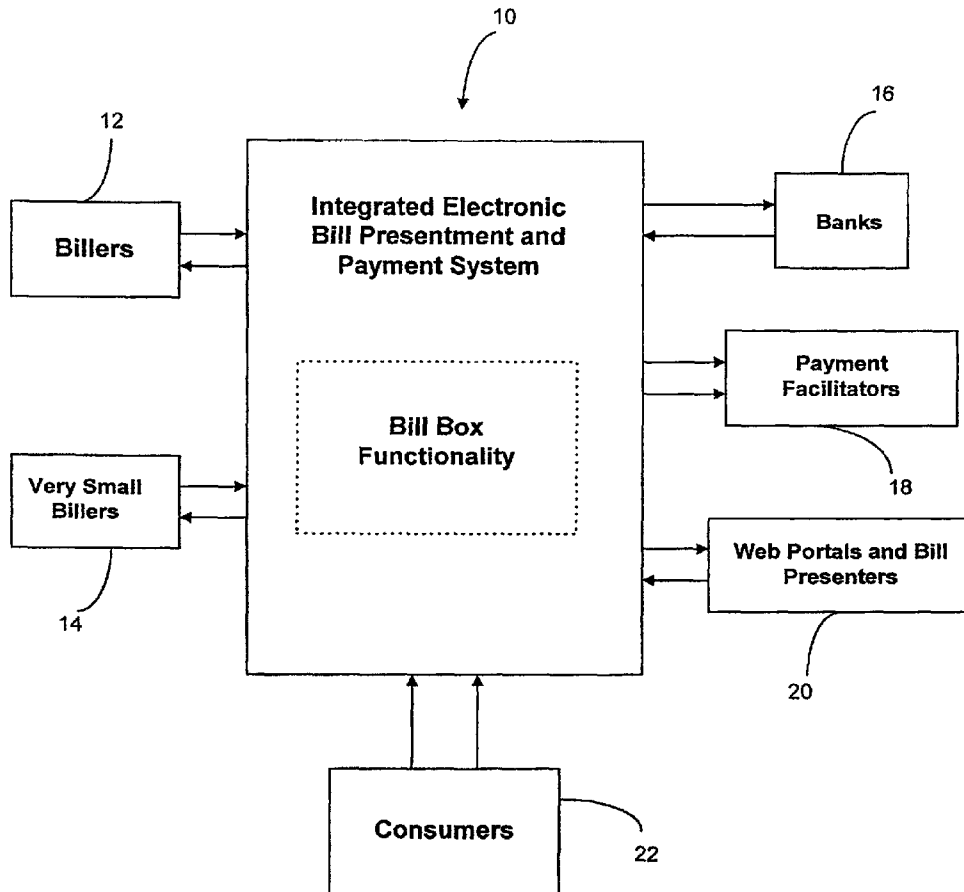 10
12
16
Billers
Integrated Electronic
Bill Presentment and
Payment System
Banks
Payment
Facilitators
18
Bill Box
Functionality
Very Small
Billers
14
Web Portals and Bill
Presenters
20
Consumers
22